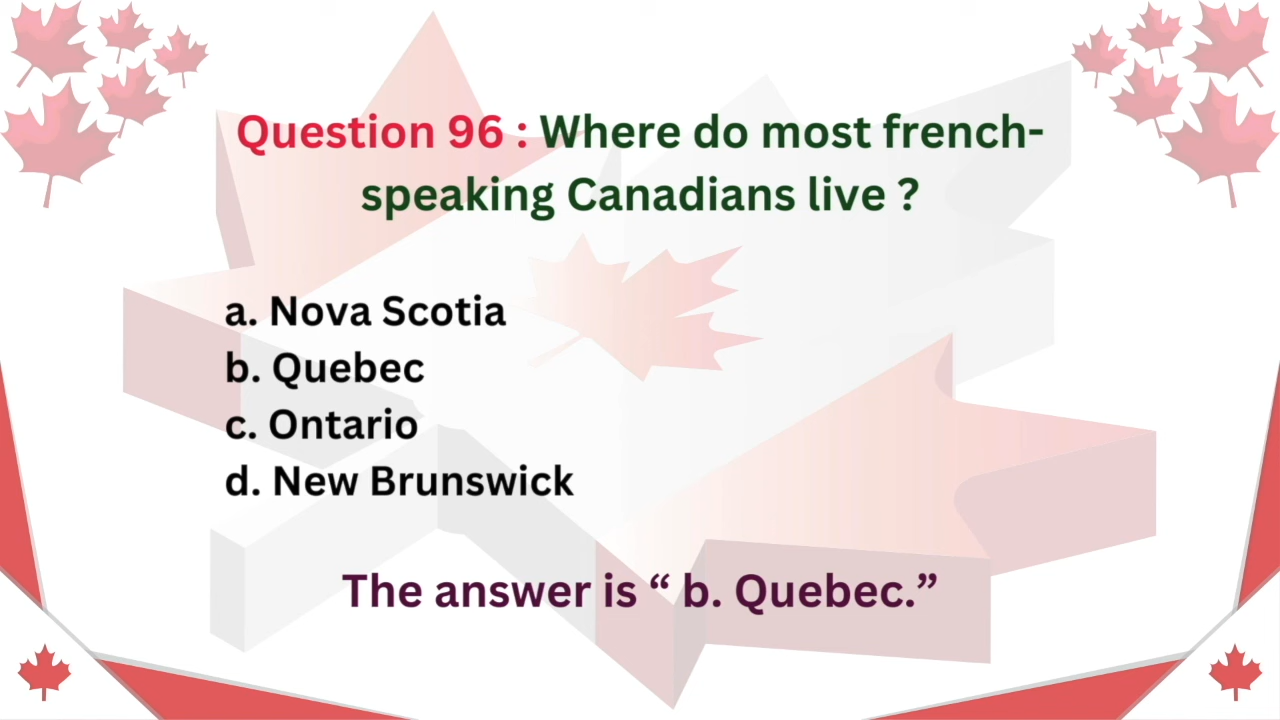 Question 96 : Where do most french-
speaking Canadians live ?
a. Nova Scotia
b. Quebec
c. Ontario
d. New Brunswick
The answer is “ b. Quebec.”